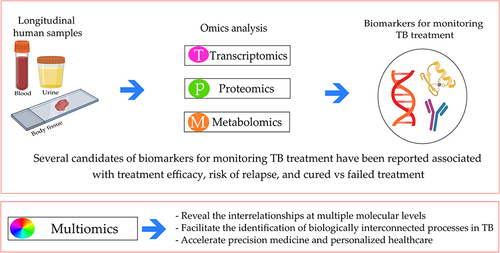 Longitudinal
human samples
Blood
Urine
Body tissue
Omics analysis
T Transcriptomics
P Proteomics
M Metabolomics
Biomarkers for monitoring
TB treatment
Several candidates of biomarkers for monitoring TB treatment have been reported associated
with treatment efficacy, risk of relapse, and cured vs failed treatment
Multiomics
- Reveal the interrelationships at multiple molecular levels
- Facilitate the identification of biologically interconnected processes in TB
- Accelerate precision medicine and personalized healthcare